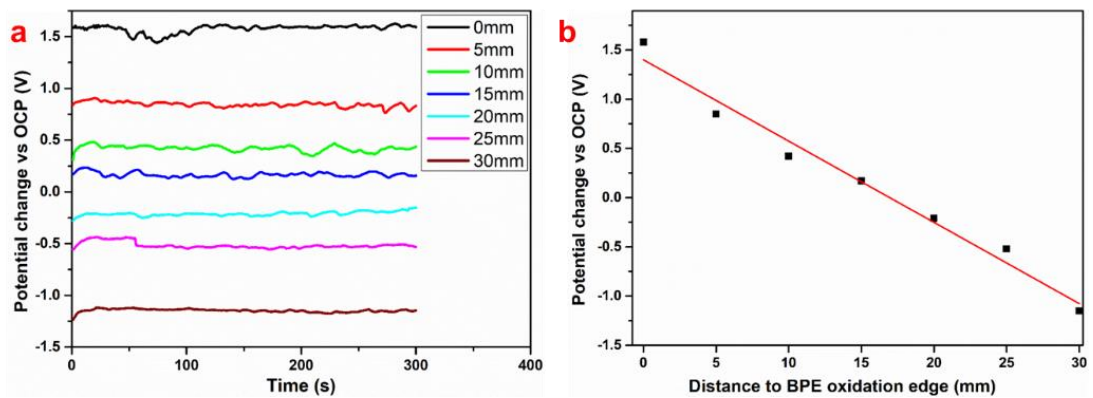 a
Potential change vs OCP (V)
1.5
1.0
0.5
0.0
-0.5
-1.0
-1.5
0mm
5mm
10mm
15mm
20mm
25mm
30mm
0 100 200 300 400
Time (s)
b
Potential change vs OCP (V)
1.5
1.0
0.5
0.0
-0.5
-1.0
-1.5
0 5 10 15 20 25 30
Distance to BPE oxidation edge (mm)